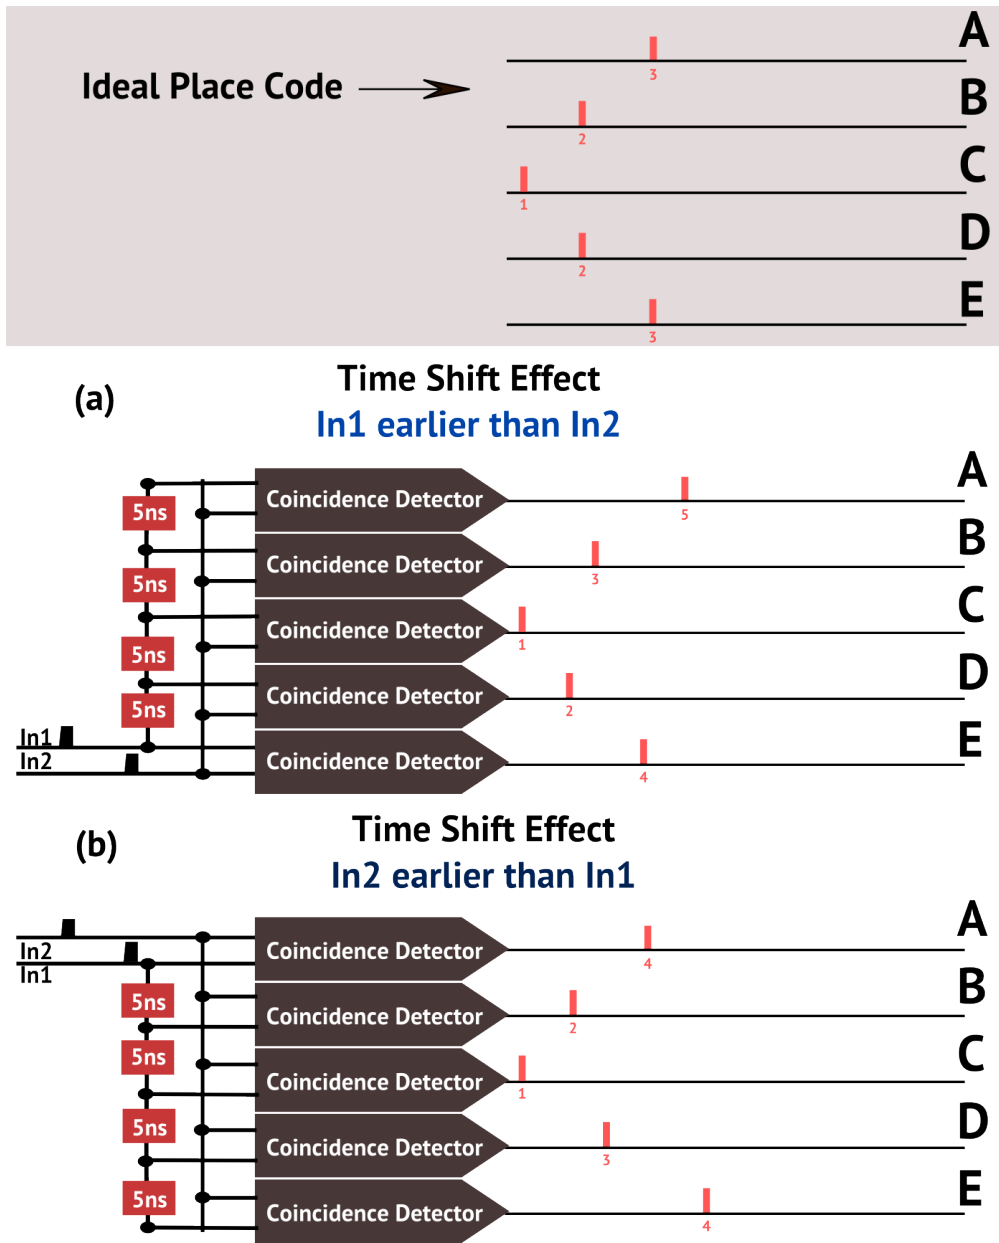 A
3
Ideal Place Code
B
2
C
1
D
2
E
3
Time Shift Effect
(a)
In1 earlier than In2
A
Coincidence Detector
5ns
5
B
Coincidence Detector
5ns
3
C
Coincidence Detector
5ns
1
D
Coincidence Detector
5ns
2
In1
E
In2
Coincidence Detector
4
Time Shift Effect
(b)
In2 earlier than In1
A
In2
Coincidence Detector
In1
4
5ns
B
Coincidence Detector
2
5ns
C
Coincidence Detector
1
5ns
D
Coincidence Detector
3
5ns
E
Coincidence Detector
4